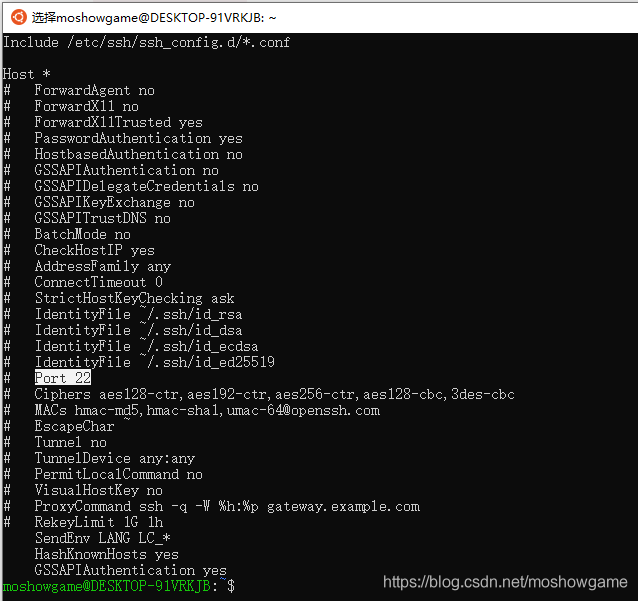 选择moshowgame@DESKTOP-91VRKJB: ~
Include /etc/ssh/ssh_config.d/*.conf
Host *
#   ForwardAgent no
#   ForwardX11 no
#   ForwardX11Trusted yes
#   PasswordAuthentication yes
#   HostbasedAuthentication no
#   GSSAPIAuthentication no
#   GSSAPIDelegateCredentials no
#   GSSAPIKeyExchange no
#   GSSAPITrustDNS no
#   BatchMode no
#   CheckHostIP yes
#   AddressFamily any
#   ConnectTimeout 0
#   StrictHostKeyChecking ask
#   IdentityFile ~/.ssh/id_rsa
#   IdentityFile ~/.ssh/id_dsa
#   IdentityFile ~/.ssh/id_ecdsa
#   IdentityFile ~/.ssh/id_ed25519
#   Port 22
#   Ciphers aes128-ctr,aes192-ctr,aes256-ctr,aes128-cbc,3des-cbc
#   MACs hmac-md5,hmac-sha1,umac-64@openssh.com
#   EscapeChar ~
#   Tunnel no
#   TunnelDevice any:any
#   PermitLocalCommand no
#   VisualHostKey no
#   ProxyCommand ssh -q -W %h:%p gateway.example.com
#   RekeyLimit 1G 1h
    SendEnv LANG LC_*
    HashKnownHosts yes
    GSSAPIAuthentication yes
moshowgame@DESKTOP-91VRKJB:~$
https://blog.csdn.net/moshowgame